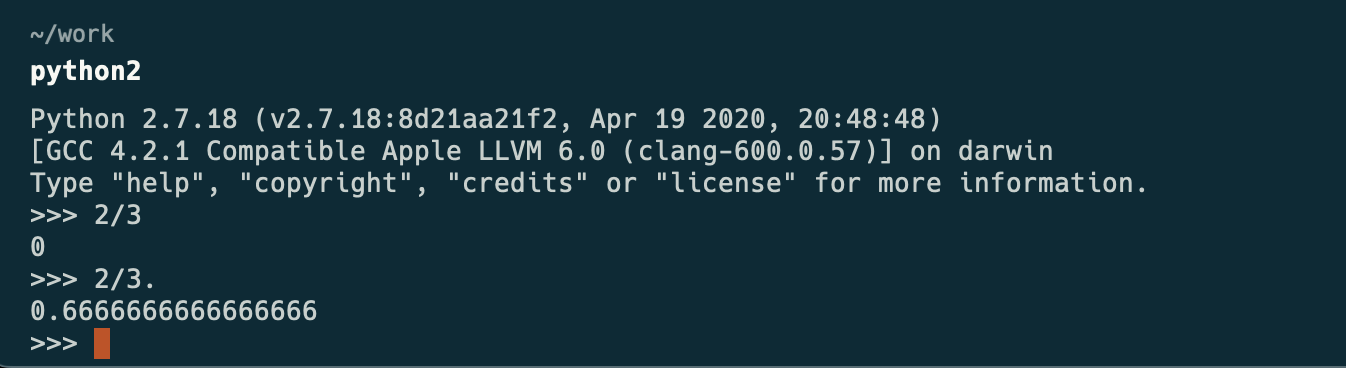 ~/work
python2
Python 2.7.18 (v2.7.18:8d21aa21f2, Apr 19 2020, 20:48:48)
[GCC 4.2.1 Compatible Apple LLVM 6.0 (clang-600.0.57)] on darwin
Type "help", "copyright", "credits" or "license" for more information.
>>> 2/3
0
>>> 2/3.
0.6666666666666666
>>>